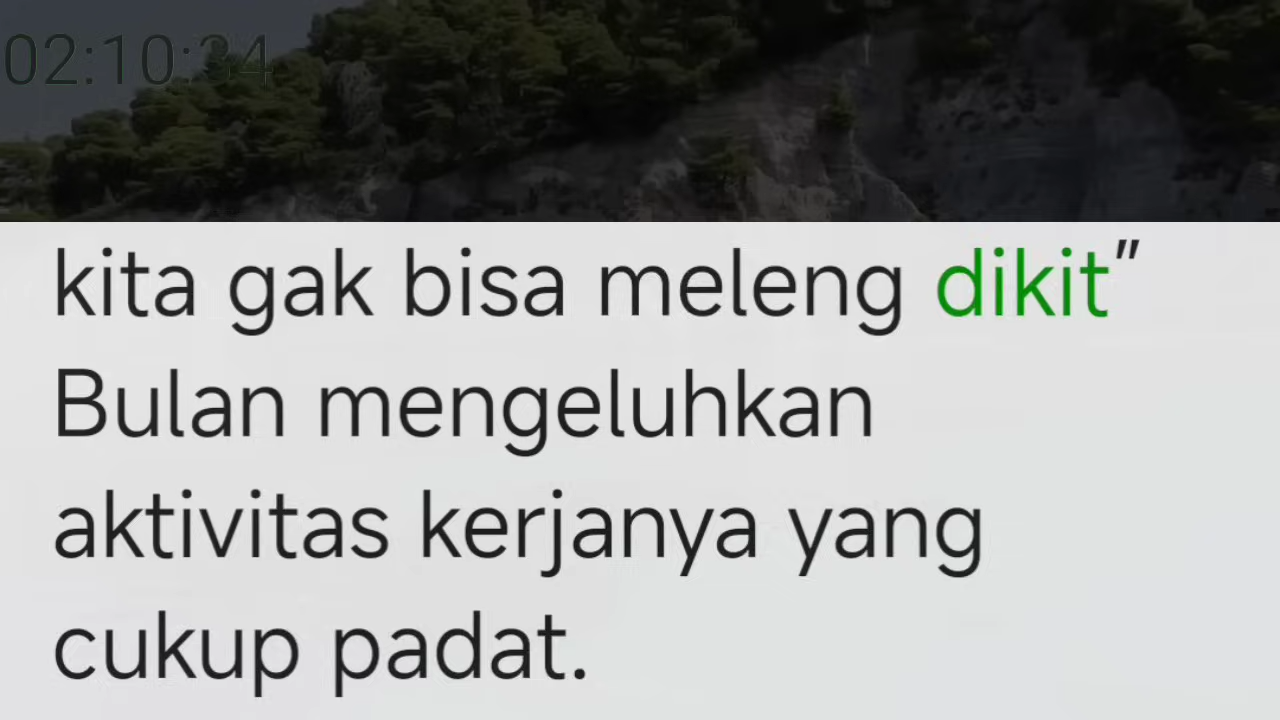 02:10:34
kita gak bisa meleng dikit”
Bulan mengeluhkan
aktivitas kerjanya yang
cukup padat.